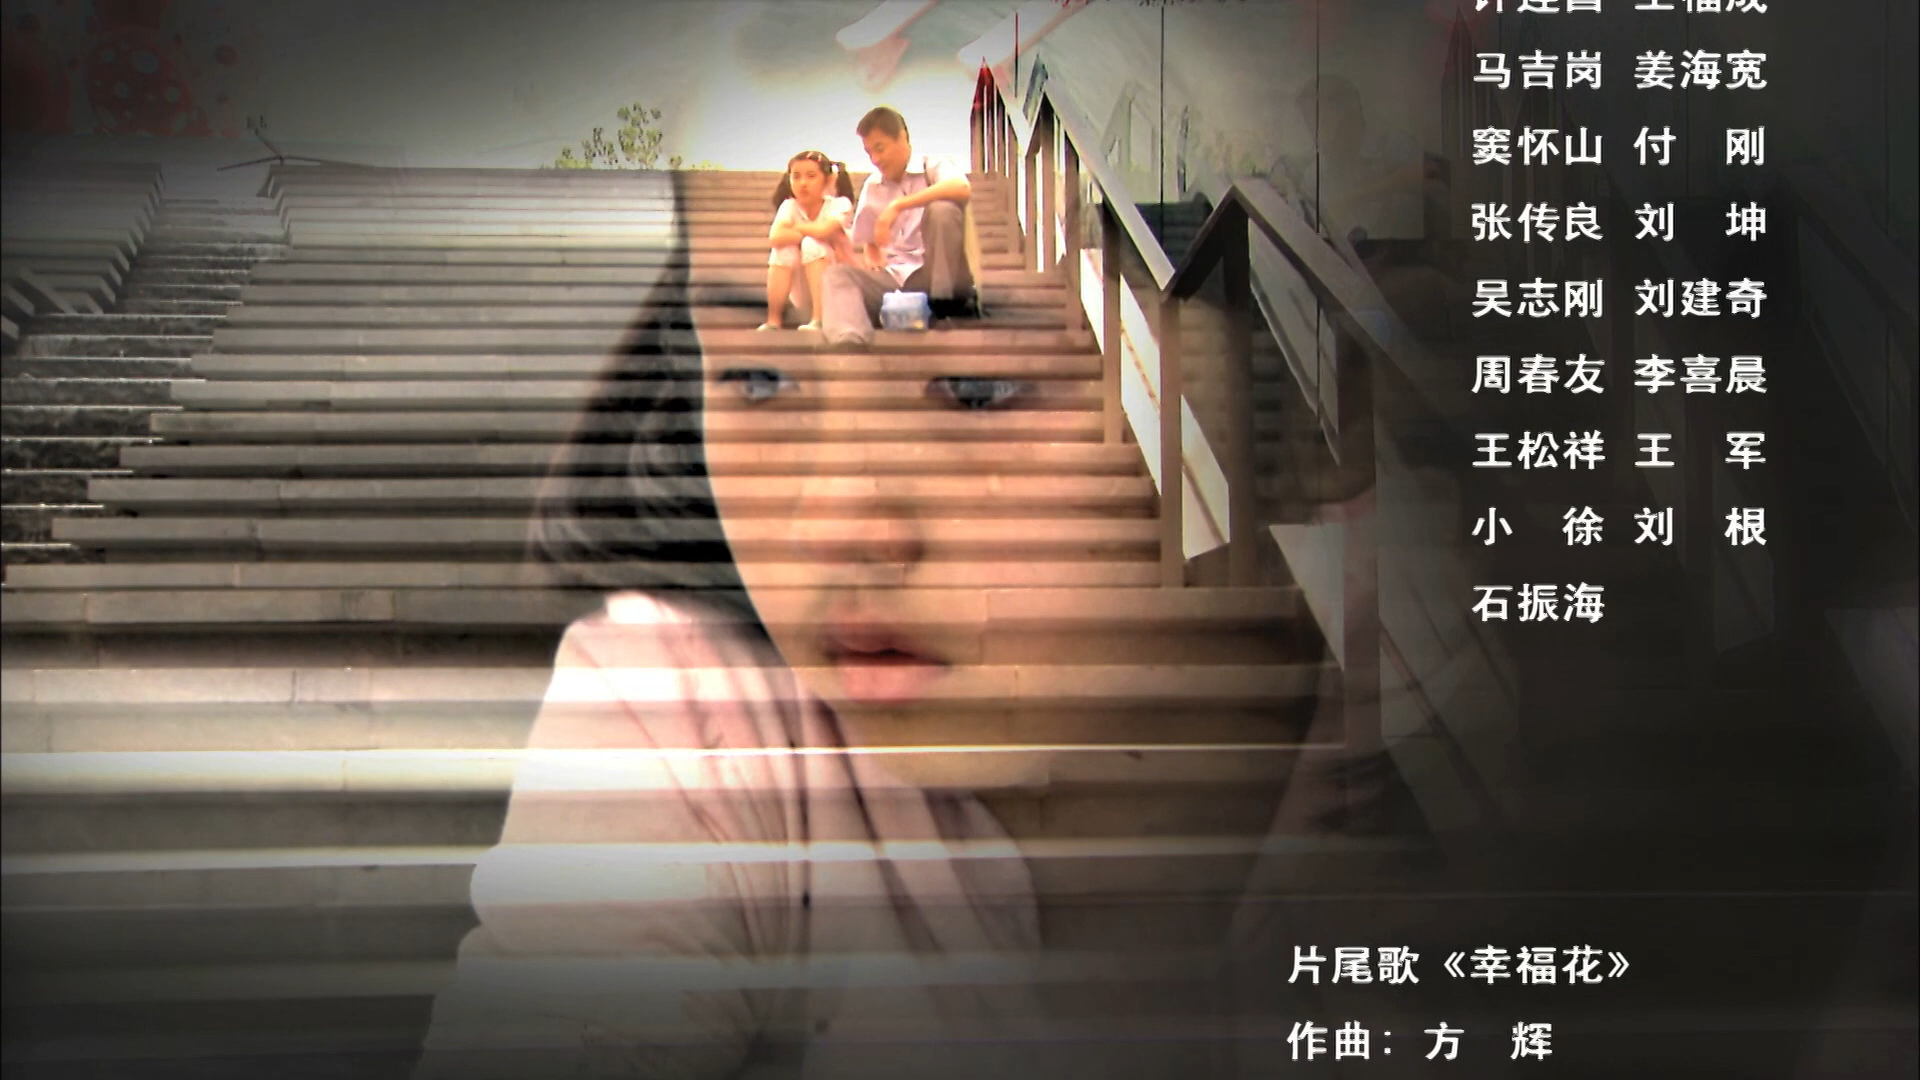 马吉岗 姜海宽
窦怀山 付 刚
张传良 刘 坤
吴志刚 刘建奇
周春友 李喜晨
王松祥 王 军
小 徐 刘 根
石振海
片尾歌《幸福花》
作曲：方 辉